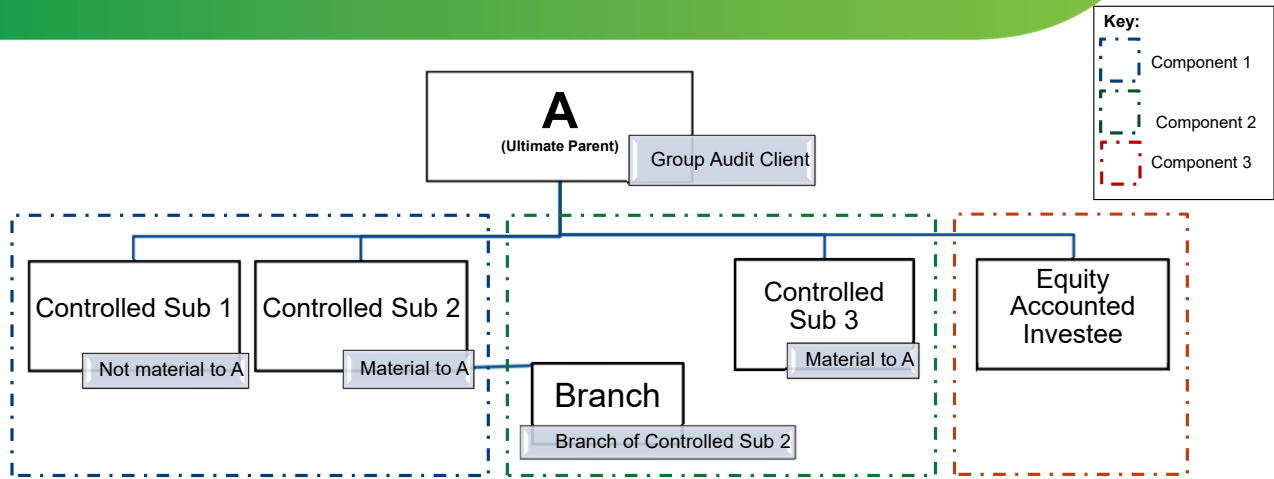 Key:
Component 1
Component 2
Component 3
A
(Ultimate Parent)
Group Audit Client
Controlled Sub 1
Not material to A
Controlled Sub 2
Material to A
Branch
Branch of Controlled Sub 2
Controlled
Sub 3
Material to A
Equity
Accounted
Investee